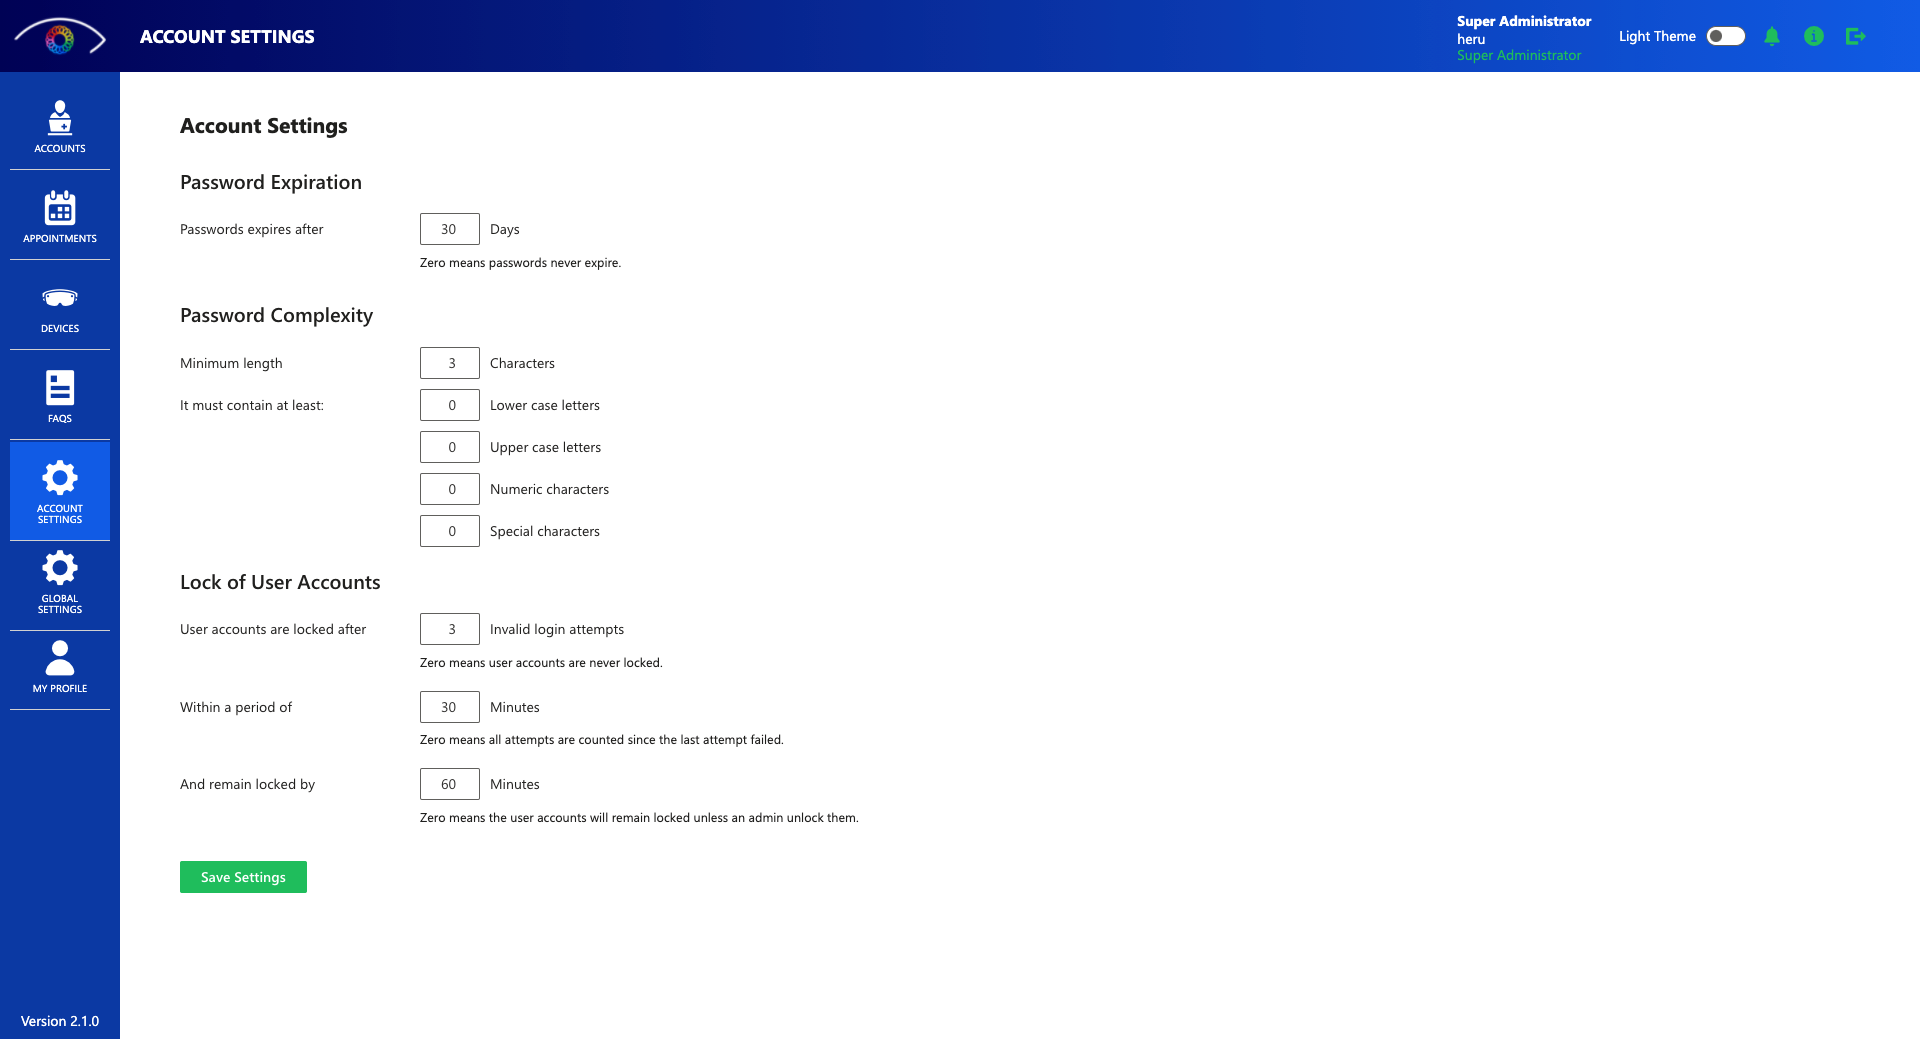 ACCOUNT SETTINGS
Super Administrator
heru
Super Administrator
Light Theme
ACCOUNTS
APPOINTMENTS
DEVICES
FAQS
ACCOUNT
SETTINGS
GLOBAL
SETTINGS
MY PROFILE
Version 2.1.0
Account Settings
Password Expiration
Passwords expires after 30 Days
Zero means passwords never expire.
Password Complexity
Minimum length 3 Characters
It must contain at least: 0 Lower case letters
0 Upper case letters
0 Numeric characters
0 Special characters
Lock of User Accounts
User accounts are locked after 3 Invalid login attempts
Zero means user accounts are never locked.
Within a period of 30 Minutes
Zero means all attempts are counted since the last attempt failed.
And remain locked by 60 Minutes
Zero means the user accounts will remain locked unless an admin unlock them.
Save Settings